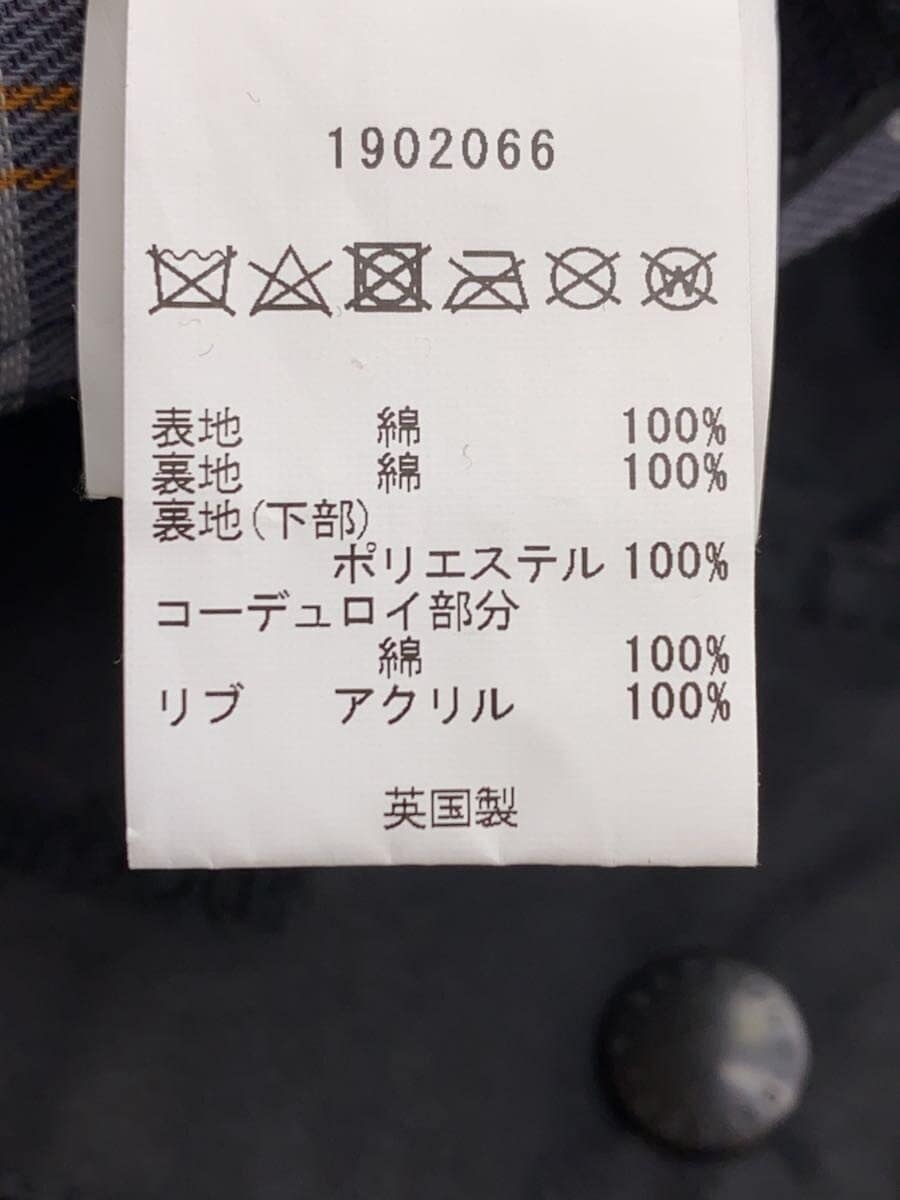 1902066
W
表地 綿 100%
裏地 綿 100%
裏地(下部)
ポリエステル 100%
コーデュロイ部分
綿 100%
リブ アクリル 100%
英国製